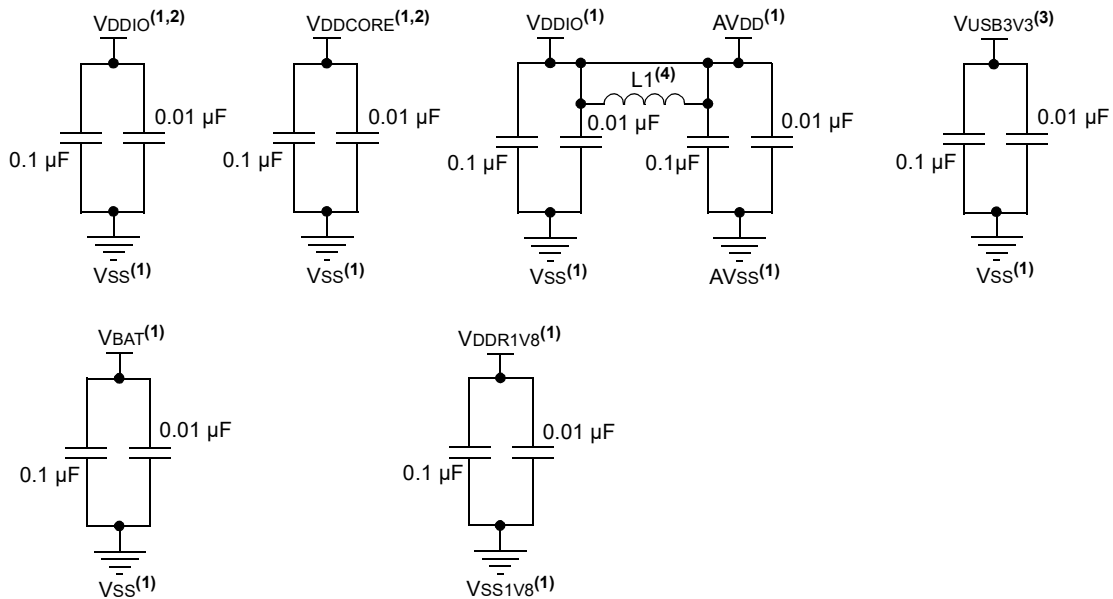 VDDIO(1,2)
0.01 µF
0.1 µF
VSS(1)
VDDCORE(1,2)
0.01 µF
0.1 µF
VSS(1)
VDDIO(1)
AVDD(1)
L1(4)
0.01 µF
0.01 µF
0.1 µF
0.1µF
VSS(1)
AVSS(1)
VUSB3V3(3)
0.01 µF
0.1 µF
VSS(1)
VBAT(1)
0.01 µF
0.1 µF
VSS(1)
VDDR1V8(1)
0.01 µF
0.1 µF
VSS1V8(1)